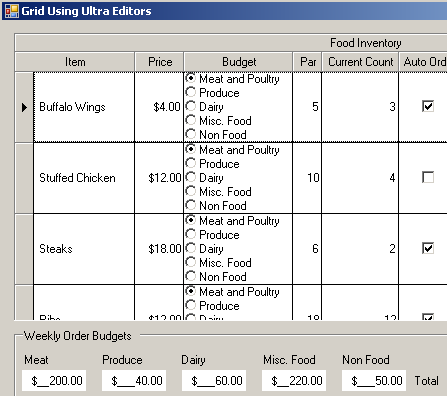 Grid Using Ultra Editors
Food Inventory
Item Price Budget Par Current Count Auto Ord
Buffalo Wings $4.00 Meat and Poultry 5 3
Produce
Dairy
Misc. Food
Non Food
Stuffed Chicken $12.00 Meat and Poultry 10 4
Produce
Dairy
Misc. Food
Non Food
Steaks $18.00 Meat and Poultry 6 2
Produce
Dairy
Misc. Food
Non Food
Ribs $12.00 Meat and Poultry 18 12
Produce
Dairy
Weekly Order Budgets
Meat Produce Dairy Misc. Food Non Food
$__200.00 $___40.00 $___60.00 $__220.00 $___50.00 Total